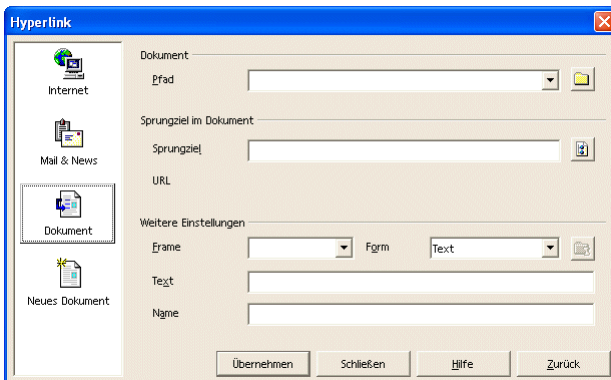 Hyperlink
Internet
Mail & News
Dokument
Neues Dokument
Dokument
Pfad
Sprungziel im Dokument
Sprungziel
URL
Weitere Einstellungen
Frame Form Text
Text
Name
Übernehmen Schließen Hilfe Zurück